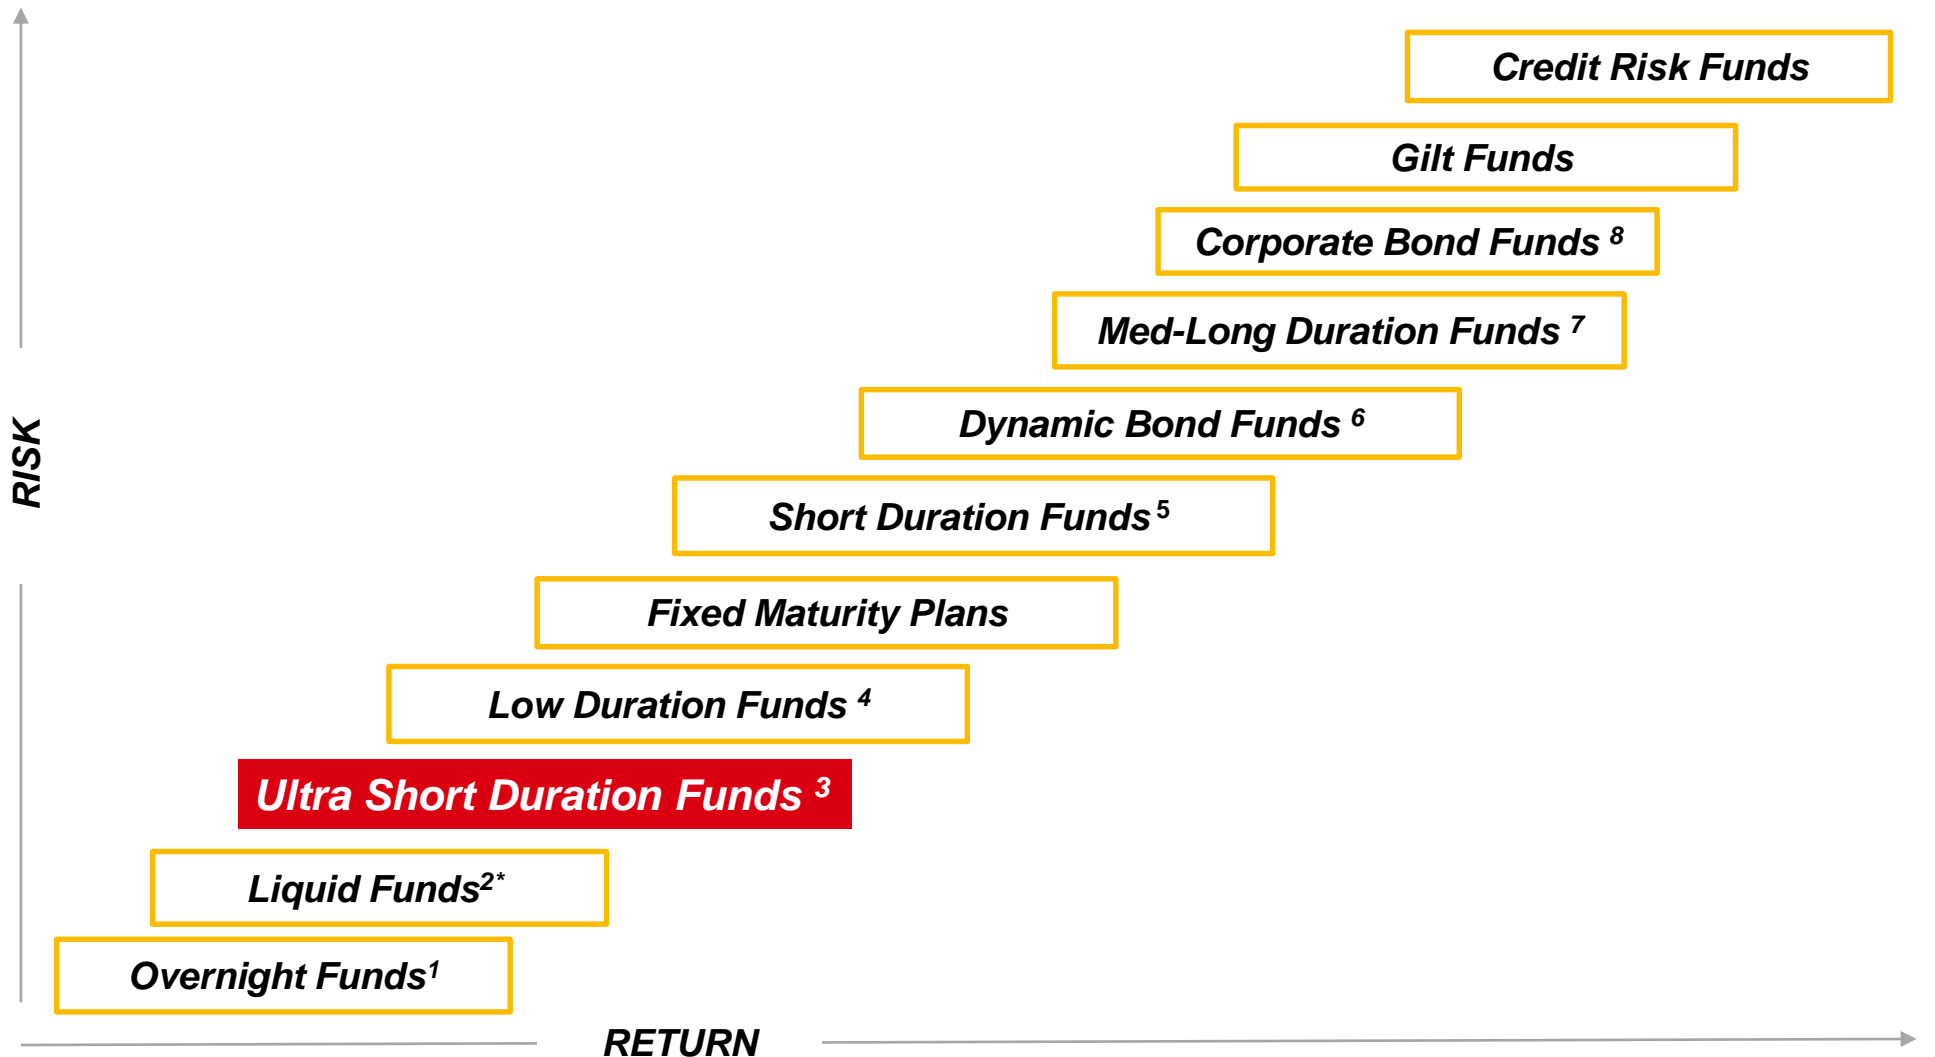 Credit Risk Funds
Gilt Funds
Corporate Bond Funds 8
Med-Long Duration Funds 7
Dynamic Bond Funds 6
RISK
Short Duration Funds 5
Fixed Maturity Plans
Low Duration Funds 4
Ultra Short Duration Funds 3
Liquid Funds2*
Overnight Funds1
RETURN